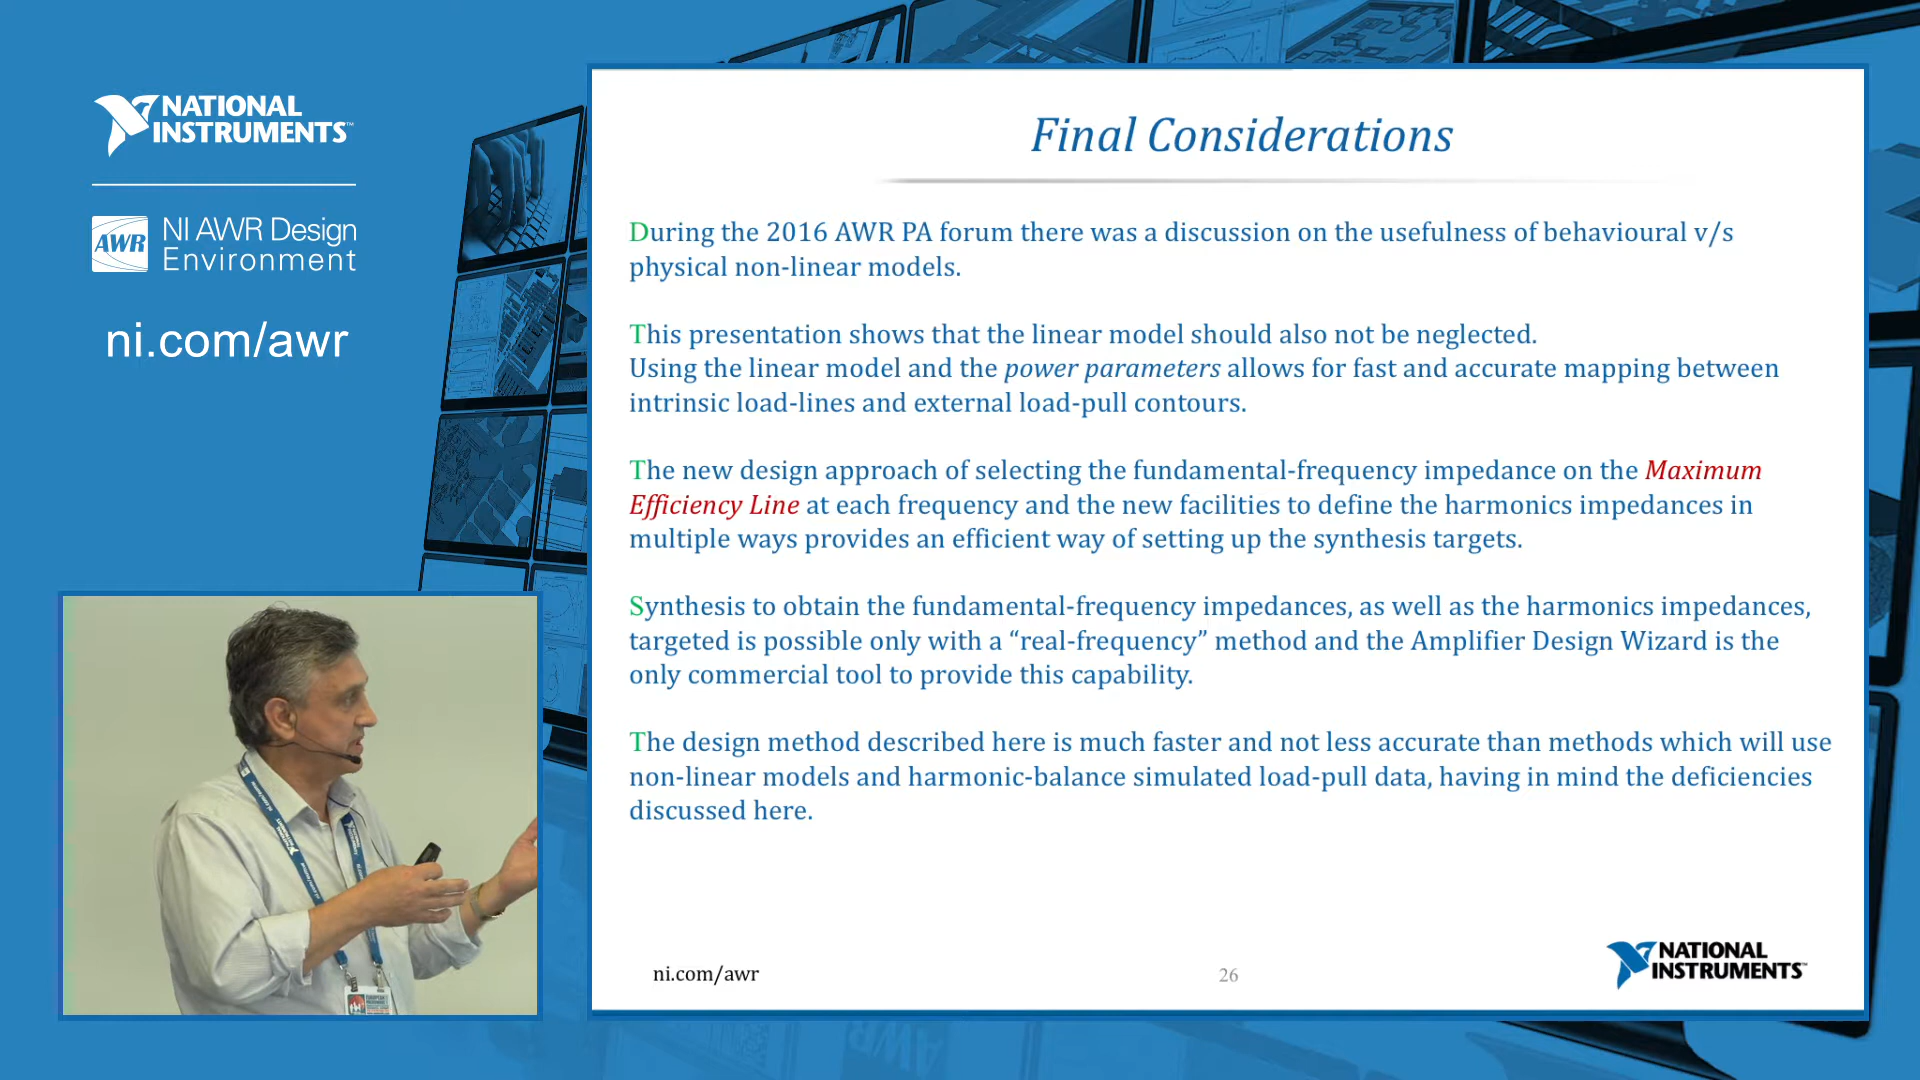 NATIONAL
INSTRUMENTS™
AWR
NI AWR Design
Environment
ni.com/awr
Final Considerations
During the 2016 AWR PA forum there was a discussion on the usefulness of behavioural v/s
physical non-linear models.
This presentation shows that the linear model should also not be neglected.
Using the linear model and the power parameters allows for fast and accurate mapping between
intrinsic load-lines and external load-pull contours.
The new design approach of selecting the fundamental-frequency impedance on the Maximum
Efficiency Line at each frequency and the new facilities to define the harmonics impedances in
multiple ways provides an efficient way of setting up the synthesis targets.
Synthesis to obtain the fundamental-frequency impedances, as well as the harmonics impedances,
targeted is possible only with a “real-frequency” method and the Amplifier Design Wizard is the
only commercial tool to provide this capability.
The design method described here is much faster and not less accurate than methods which will use
non-linear models and harmonic-balance simulated load-pull data, having in mind the deficiencies
discussed here.
ni.com/awr
26
NATIONAL
INSTRUMENTS™
AWR